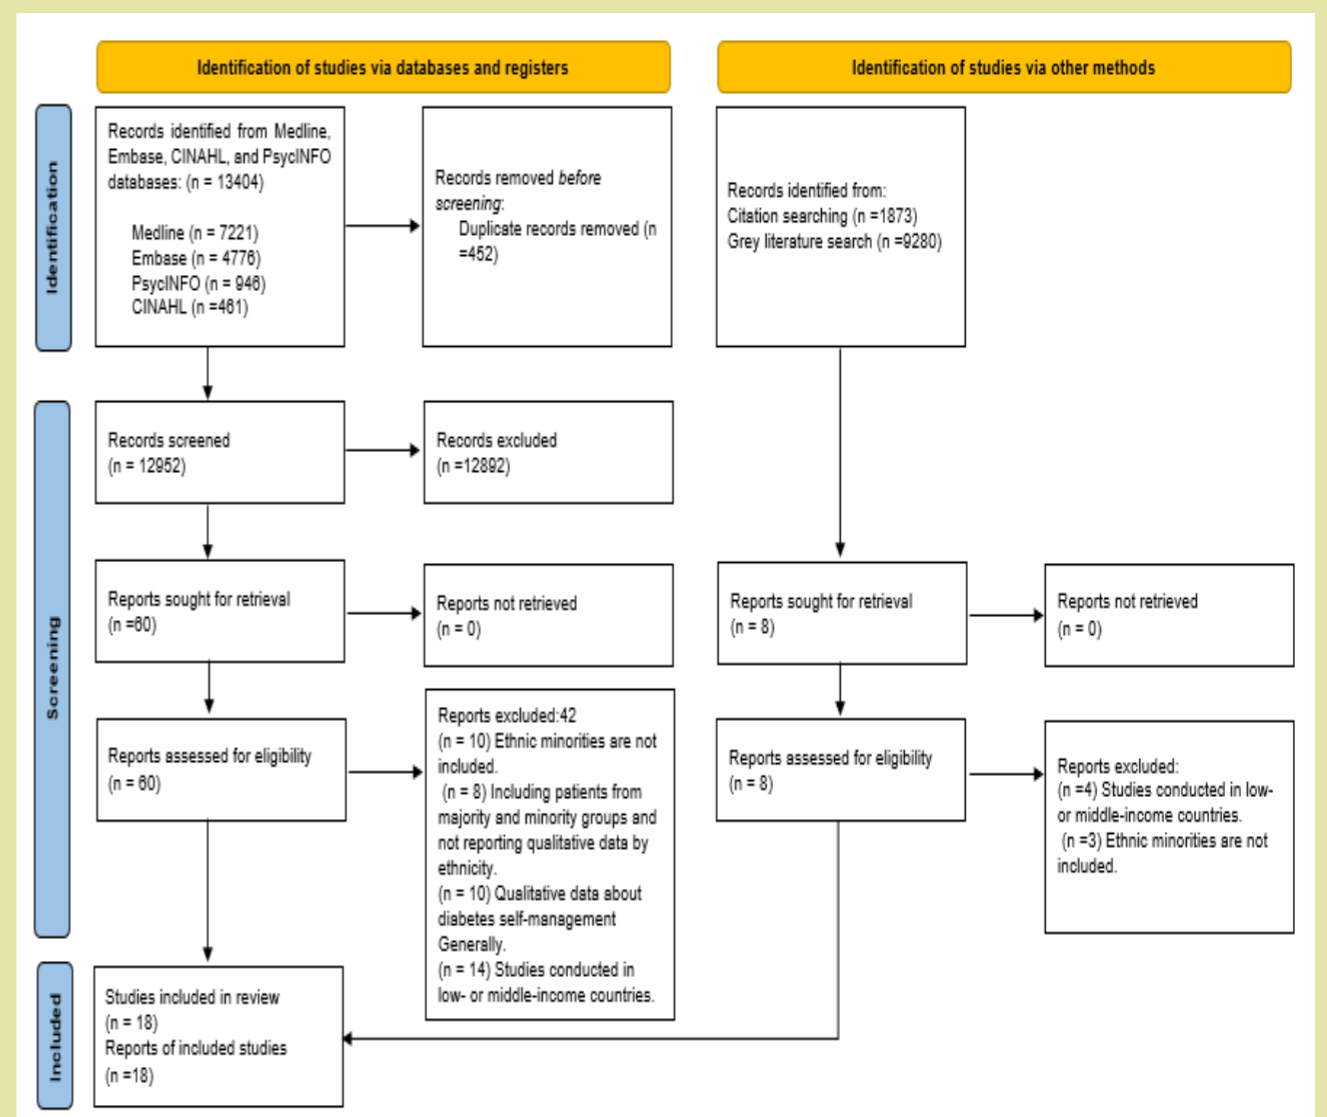 Identification of studies via databases and registers
Identification of studies via other methods
Identification
Records identified from Medline,
Embase, CINAHL, and PsycINFO
databases: (n = 13404)
Medline (n = 7221)
Embase (n = 4776)
PsycINFO (n = 946)
CINAHL (n =461)
Records removed before
screening:
Duplicate records removed (n
=452)
Records identified from:
Citation searching (n =1873)
Grey literature search (n =9280)
Screening
Records screened
(n = 12952)
Records excluded
(n =12892)
Reports sought for retrieval
(n =60)
Reports not retrieved
(n = 0)
Reports sought for retrieval
(n = 8)
Reports not retrieved
(n = 0)
Reports assessed for eligibility
(n = 60)
Reports excluded:42
(n = 10) Ethnic minorities are not
included.
(n = 8) Including patients from
majority and minority groups and
not reporting qualitative data by
ethnicity.
(n = 10) Qualitative data about
diabetes self-management
Generally.
(n = 14) Studies conducted in
low- or middle-income countries.
Reports assessed for eligibility
(n = 8)
Reports excluded:
(n =4) Studies conducted in low-
or middle-income countries.
(n =3) Ethnic minorities are not
included.
Included
Studies included in review
(n = 18)
Reports of included studies
(n =18)